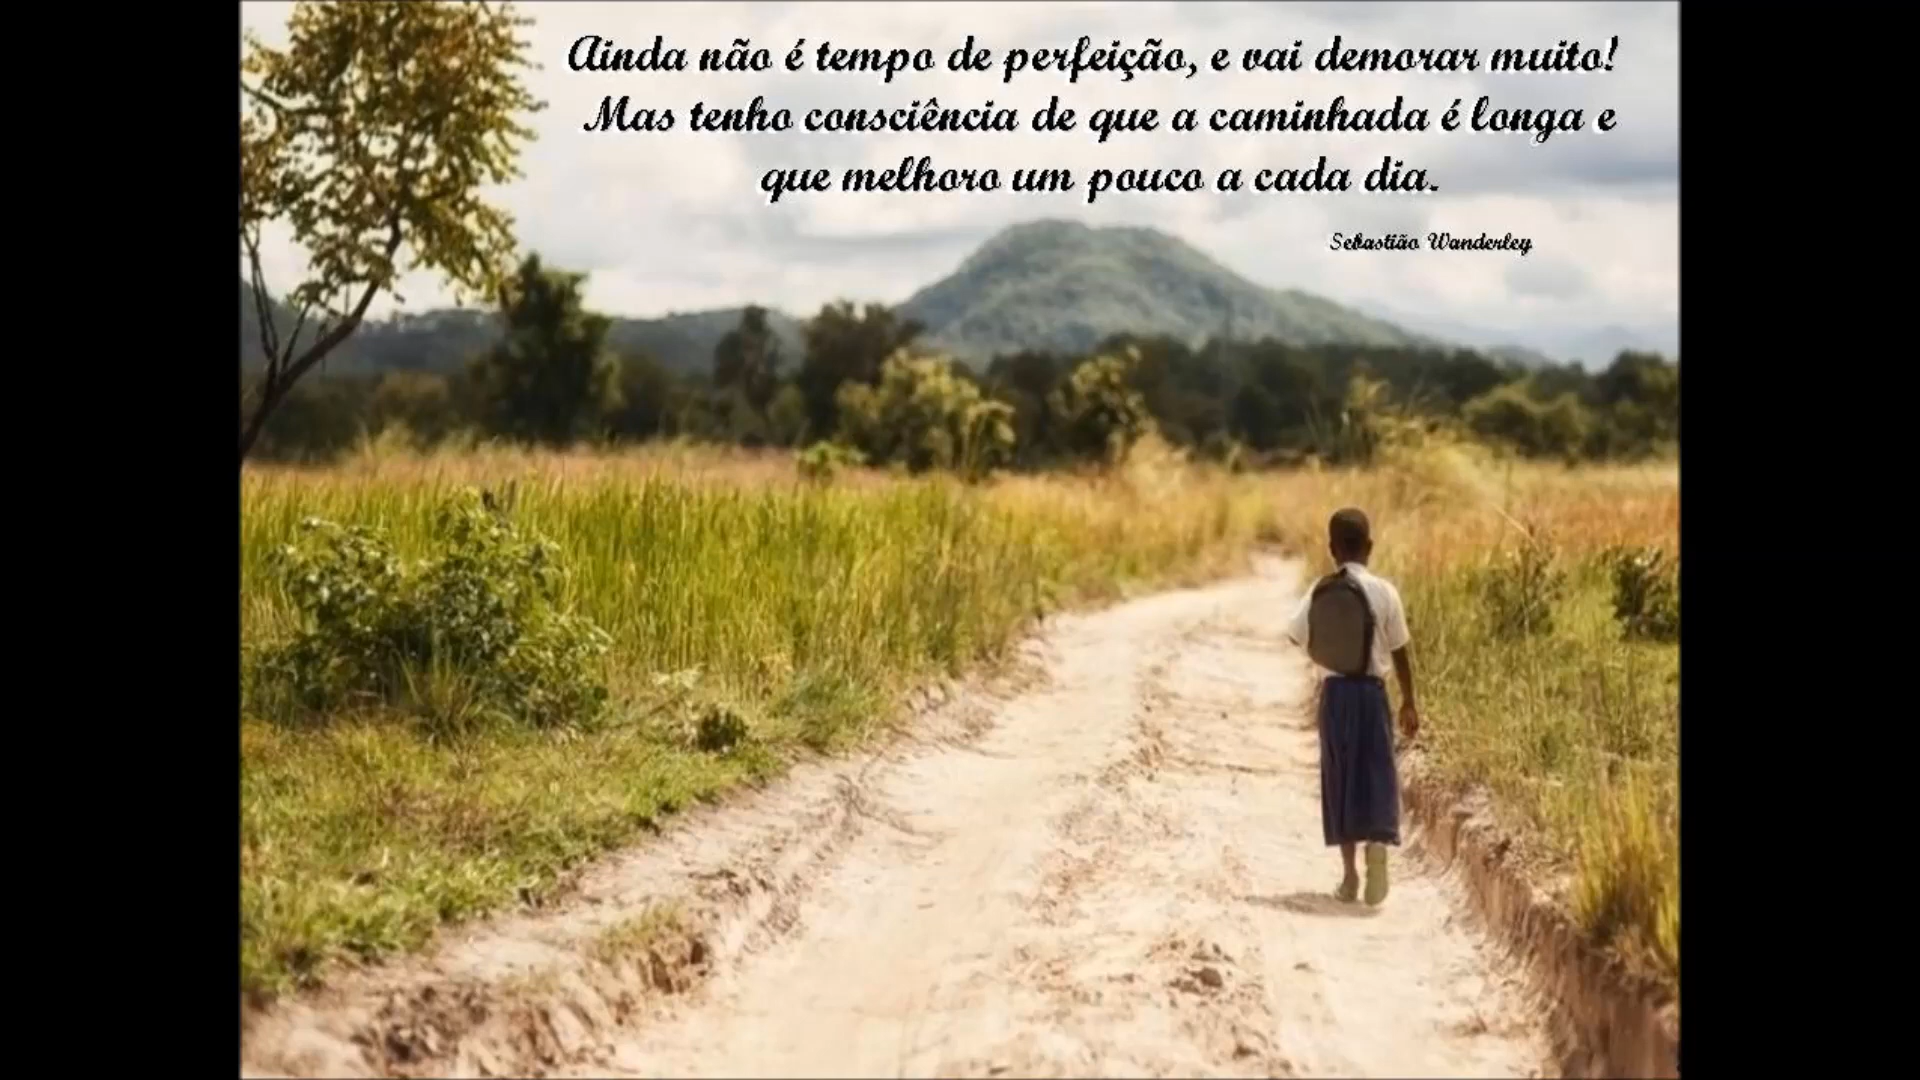 Ainda não é tempo de perfeição, e vai demorar muito!
Mas tenho consciência de que a caminhada é longa e
que melhoro um pouco a cada dia.
Sebastião Wanderley